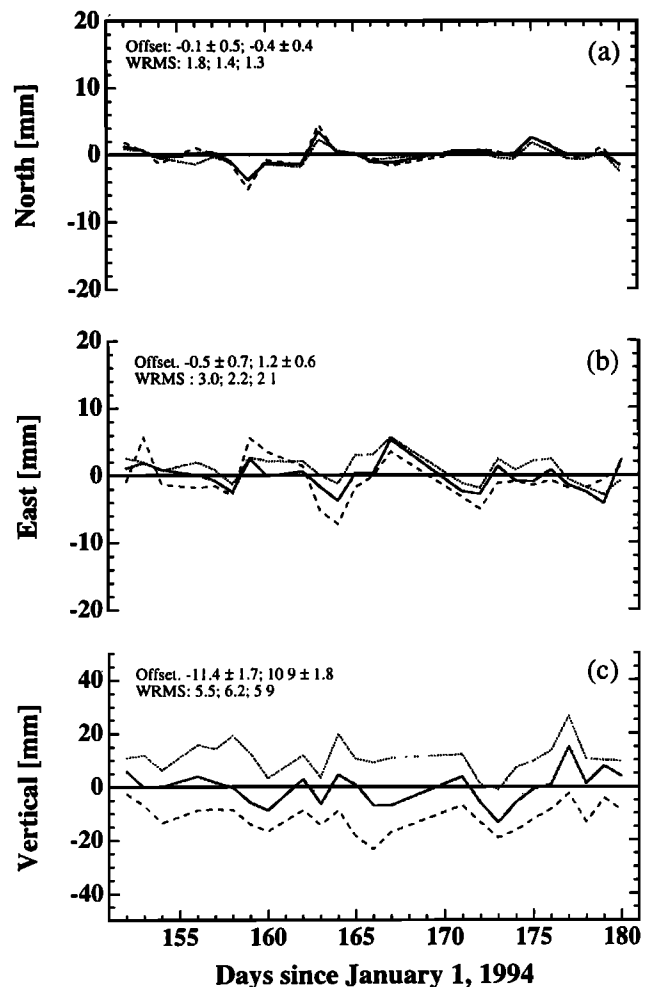 20
10
0
-10
-20
North [mm]
(a)
Offset: -0.1 ± 0.5; -0.4 ± 0.4
WRMS: 1.8; 1.4; 1.3
20
10
0
-10
-20
East [mm]
(b)
Offset. -0.5 ± 0.7; 1.2 ± 0.6
WRMS : 3.0; 2.2; 2 1
40
20
0
-20
-40
Vertical [mm]
(c)
Offset. -11.4 ± 1.7; 10 9 ± 1.8
WRMS: 5.5; 6.2; 5 9
155 160 165 170 175 180
Days since January 1, 1994